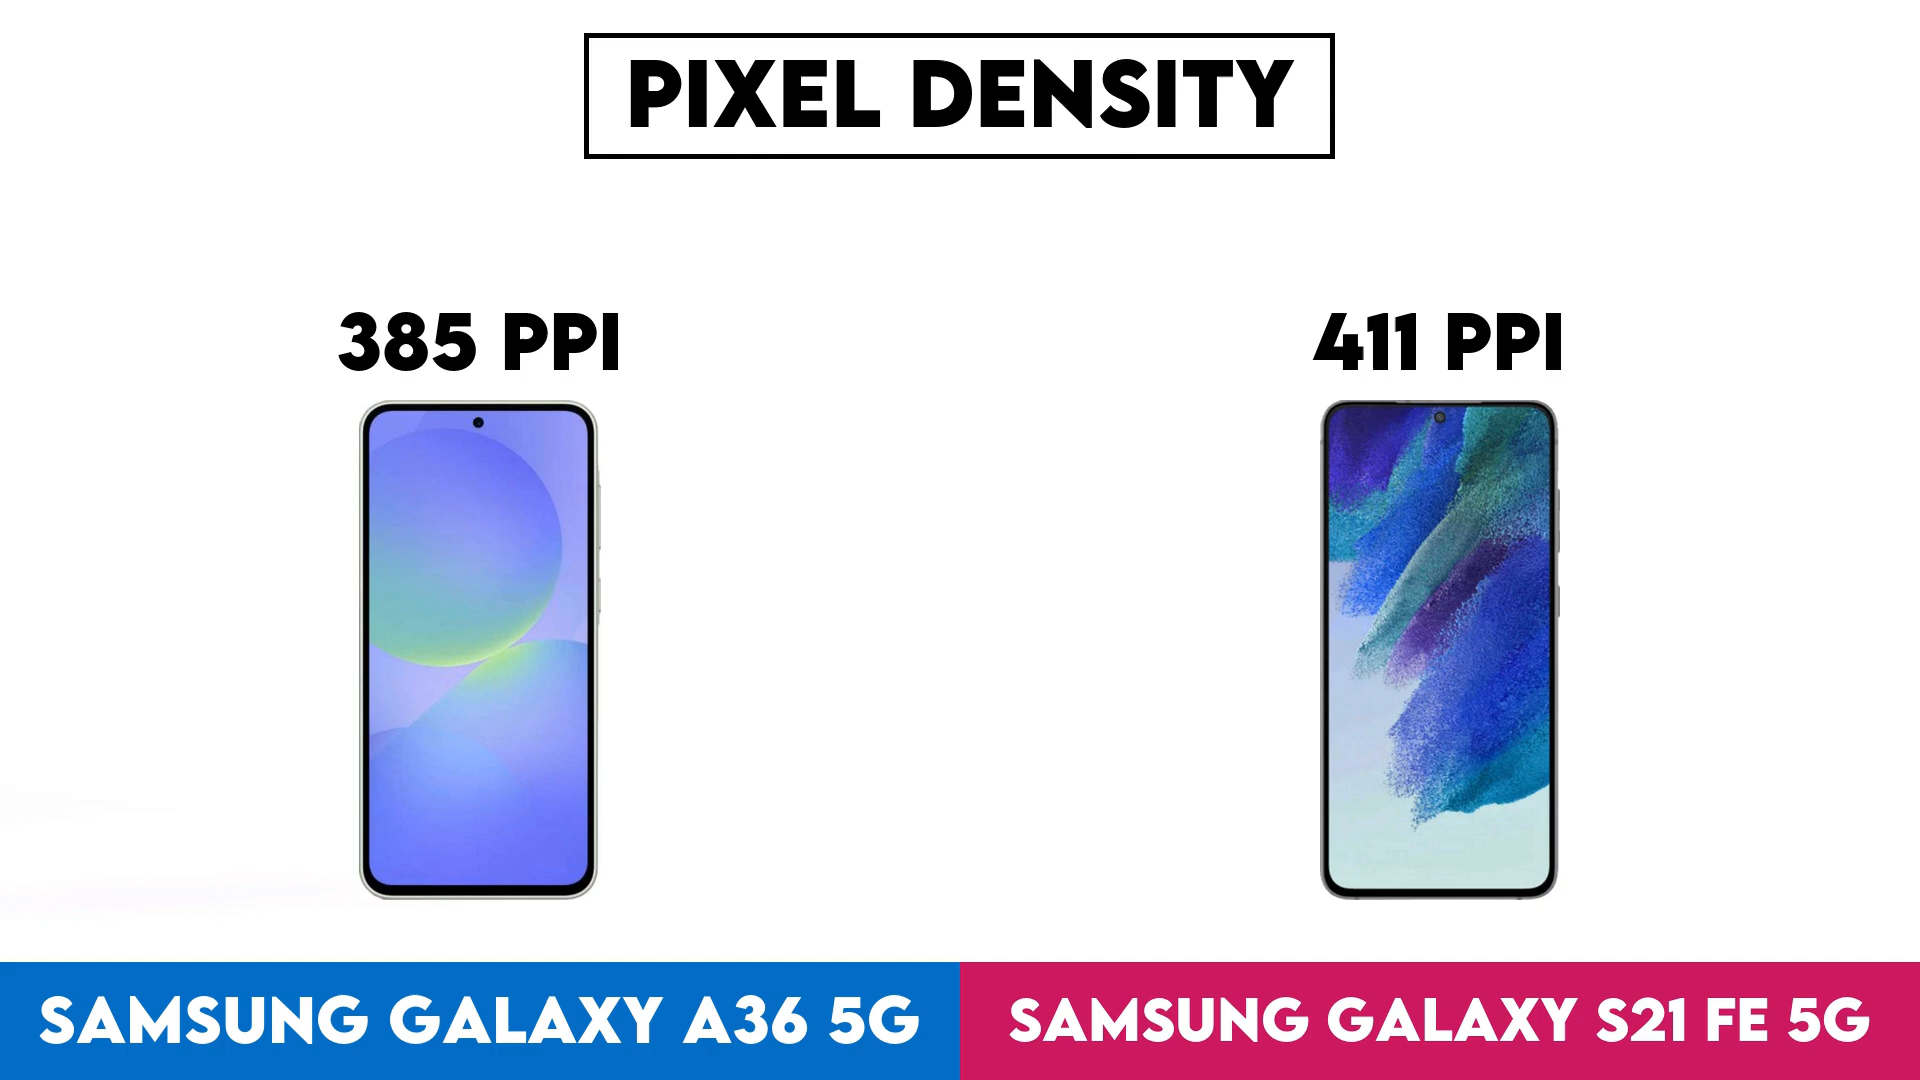 PIXEL DENSITY
385 PPI
411 PPI
SAMSUNG GALAXY A36 5G
SAMSUNG GALAXY S21 FE 5G